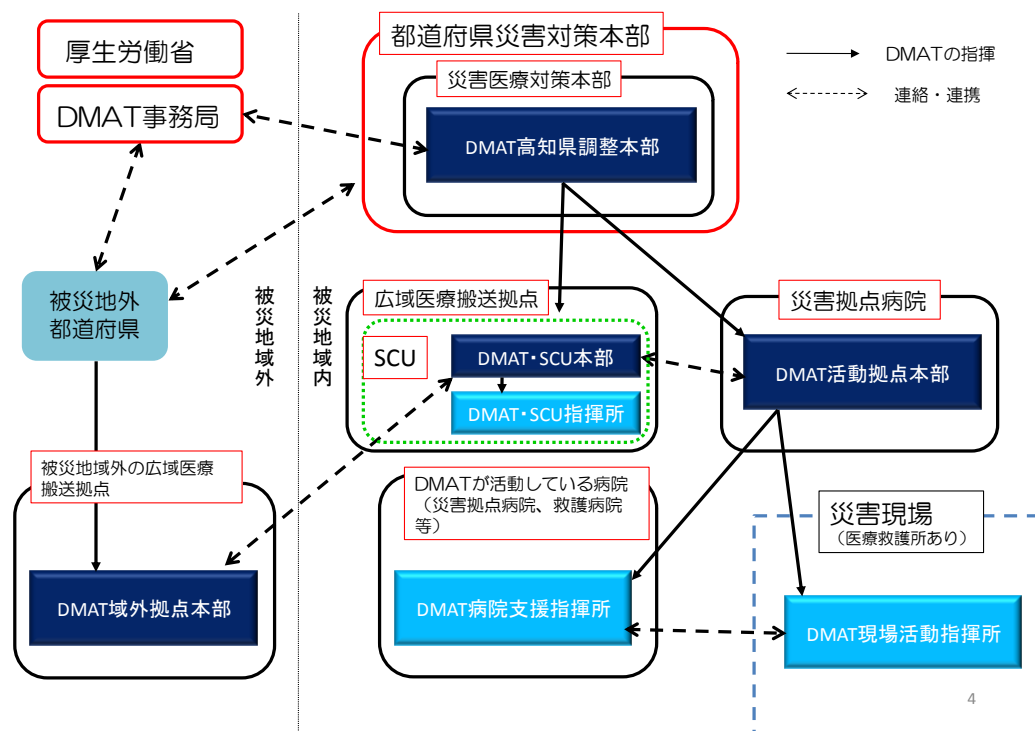 厚生労働省
DMAT事務局
都道府県災害対策本部
災害医療対策本部
DMAT高知県調整本部
DMATの指揮
連絡・連携
被災地外
都道府県
被災地域外
被災地域内
広域医療搬送拠点
SCU
DMAT・SCU本部
DMAT・SCU指揮所
災害拠点病院
DMAT活動拠点本部
被災地域外の広域医療
搬送拠点
DMAT域外拠点本部
DMATが活動している病院
（災害拠点病院、救護病院
等）
DMAT病院支援指揮所
災害現場
（医療救護所あり）
DMAT現場活動指揮所
4